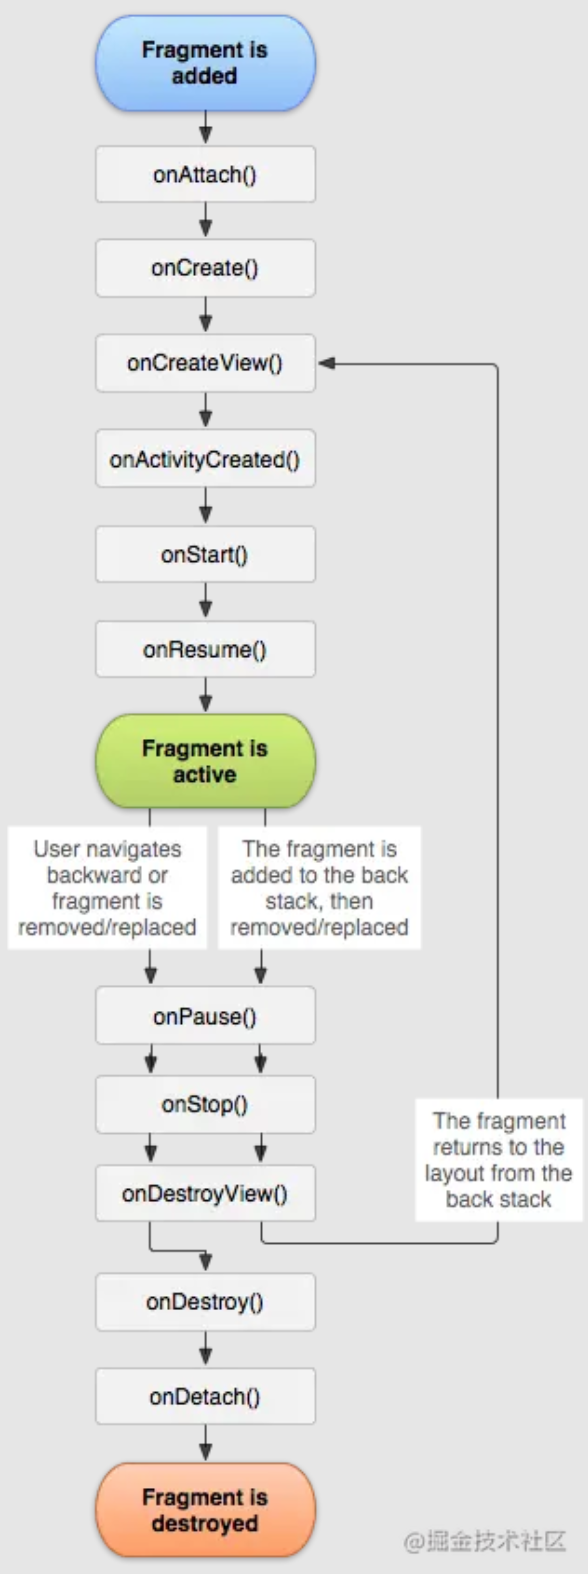 Fragment is
added
onAttach()
onCreate()
onCreateView()
onActivityCreated()
onStart()
onResume()
Fragment is
active
User navigates
backward or
fragment is
removed/replaced
The fragment is
added to the back
stack, then
removed/replaced
onPause()
onStop()
onDestroyView()
The fragment
returns to the
layout from the
back stack
onDestroy()
onDetach()
Fragment is
destroyed
@掘金技术社区